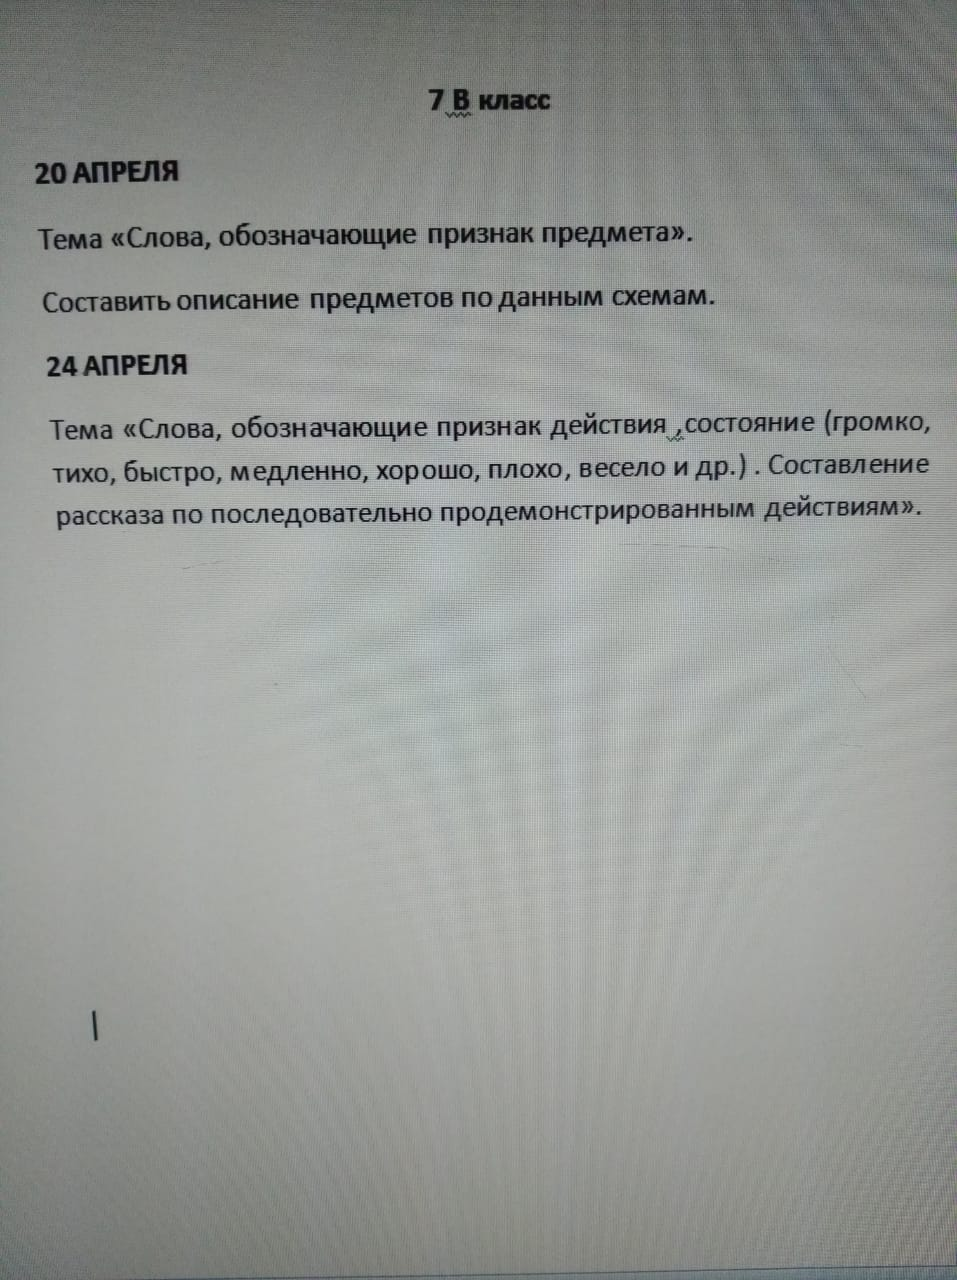 7 В класс
20 АПРЕЛЯ
Тема «Слова, обозначающие признак предмета».
Составить описание предметов по данным схемам.
24 АПРЕЛЯ
Тема «Слова, обозначающие признак действия ,состояние (громко,
тихо, быстро, медленно, хорошо, плохо, весело и др.) . Составление
рассказа по последовательно продемонстрированным действиям».